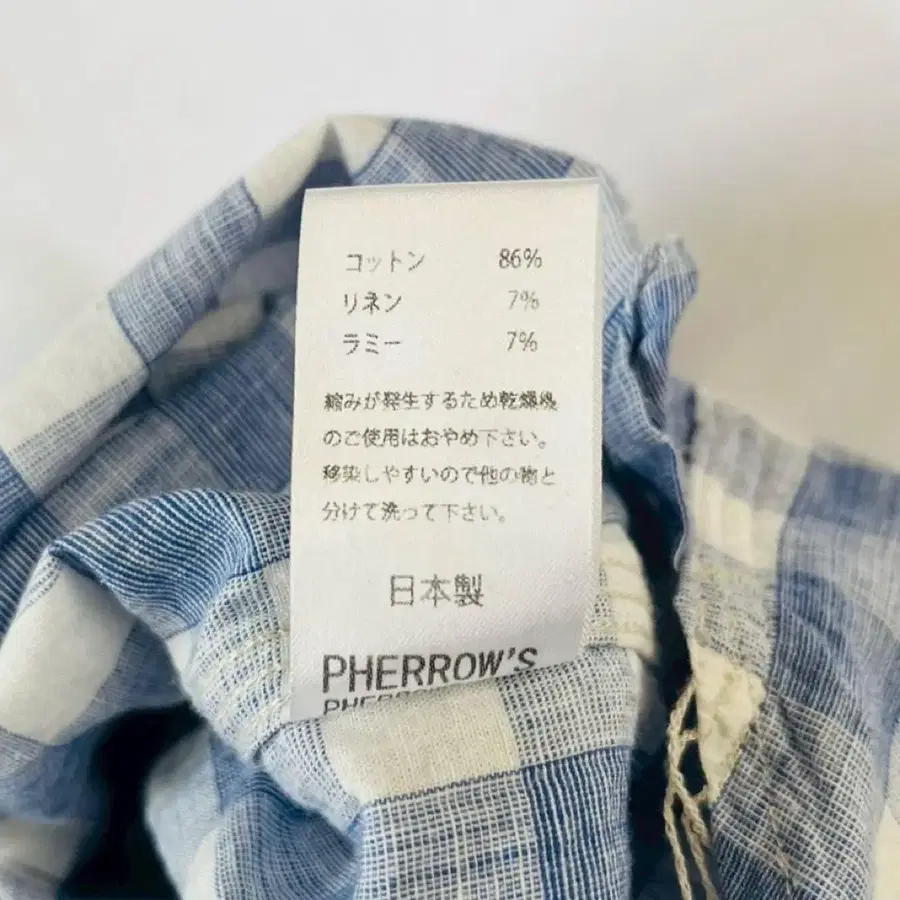 コットン 86%
リネン 7%
ラミー 7%
縮みが発生するため乾燥機
のご使用はおやめ下さい。
移染しやすいので他の物と
分けて洗って下さい。
日本製
PHERROW'S